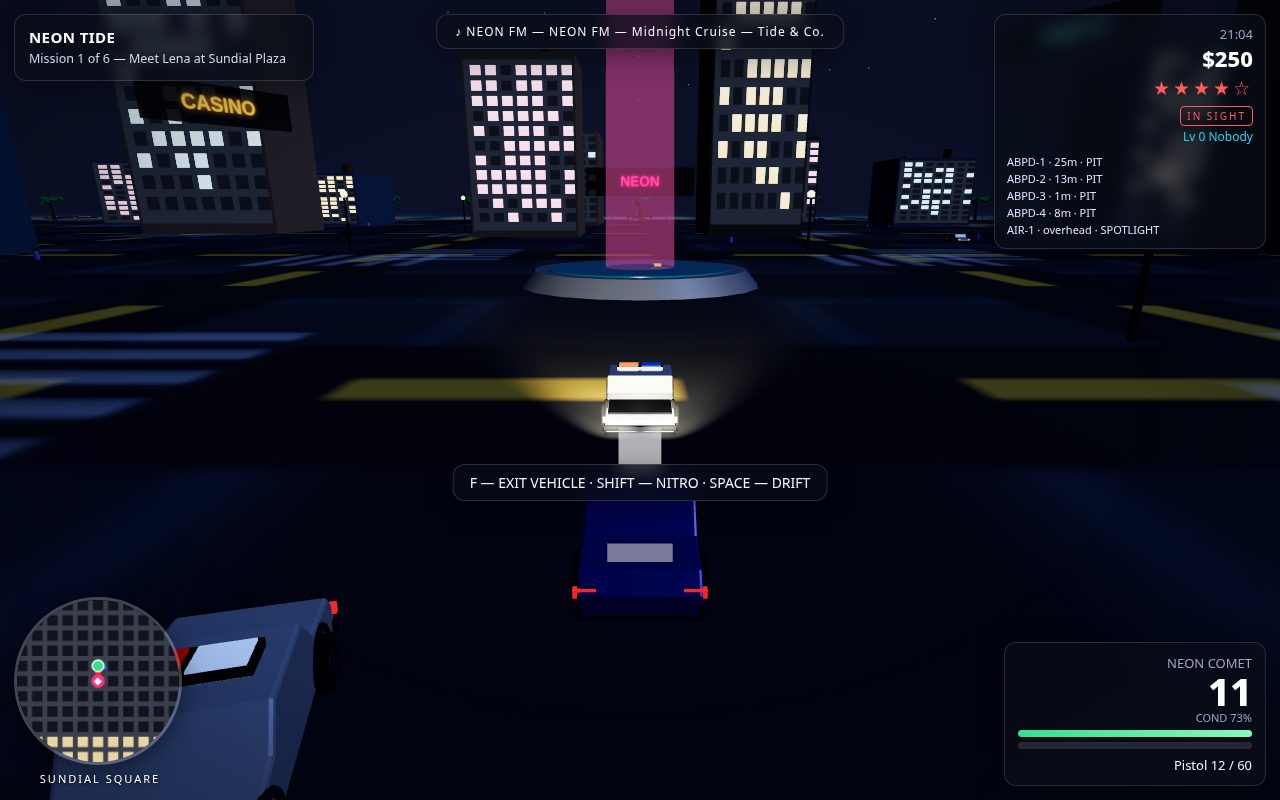 NEON TIDE
Mission 1 of 6 — Meet Lena at Sundial Plaza
♪ NEON FM — NEON FM — Midnight Cruise — Tide & Co.
21:04
$250
★★★★☆
IN SIGHT
Lv 0 Nobody
ABPD-1 · 25m · PIT
ABPD-2 · 13m · PIT
ABPD-3 · 1m · PIT
ABPD-4 · 8m · PIT
AIR-1 · overhead · SPOTLIGHT
CASINO
NEON
F — EXIT VEHICLE · SHIFT — NITRO · SPACE — DRIFT
SUNDIAL SQUARE
NEON COMET
11
COND 73%
Pistol 12 / 60